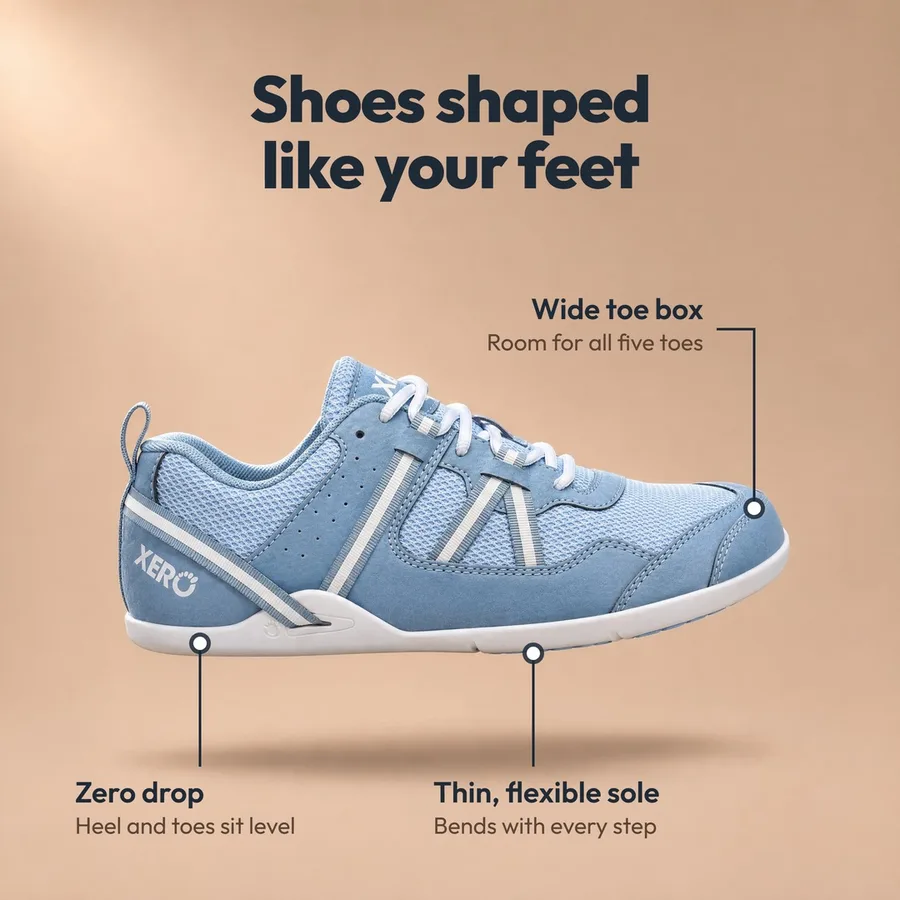 Shoes shaped
like your feet
Wide toe box
Room for all five toes
XERO
Zero drop
Heel and toes sit level
Thin, flexible sole
Bends with every step